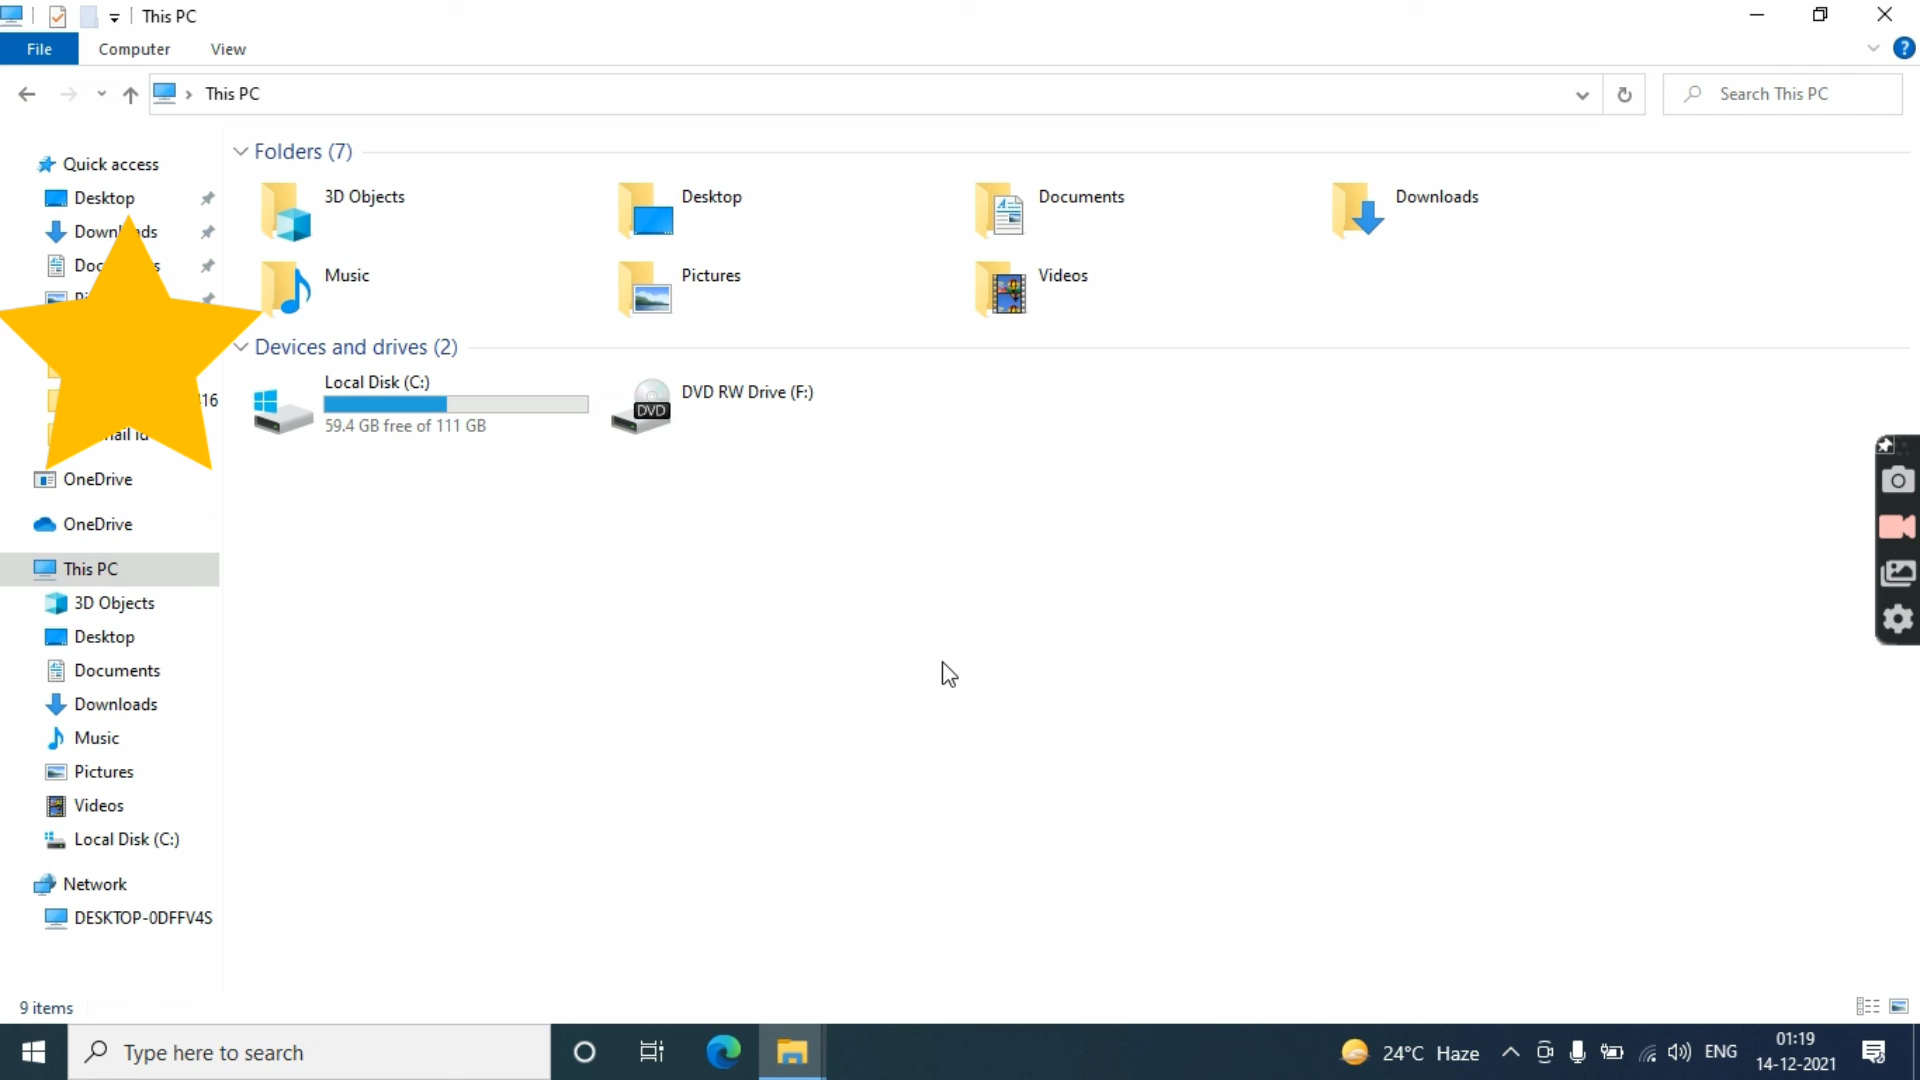 This PC
File Computer View
This PC
Search This PC
Quick access
Desktop
Documents
OneDrive
OneDrive
This PC
3D Objects
Desktop
Documents
Downloads
Music
Pictures
Videos
Local Disk (C:)
Network
DESKTOP-0DFFV4S
Folders (7)
3D Objects
Desktop
Documents
Downloads
Music
Pictures
Videos
Devices and drives (2)
Local Disk (C:)
59.4 GB free of 111 GB
DVD
DVD RW Drive (F:)
9 items
Type here to search
24°C Haze
ENG
01:19
14-12-2021